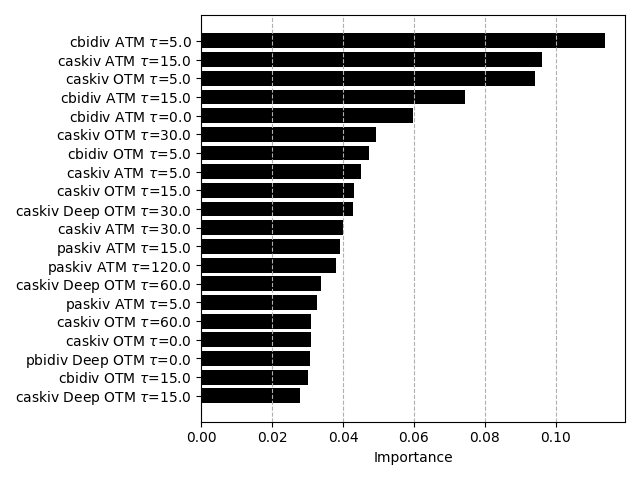 cbidiv ATM τ=5.0
caskiv ATM τ=15.0
caskiv OTM τ=5.0
cbidiv ATM τ=15.0
cbidiv ATM τ=0.0
caskiv OTM τ=30.0
cbidiv OTM τ=5.0
caskiv ATM τ=5.0
caskiv OTM τ=15.0
caskiv Deep OTM τ=30.0
caskiv ATM τ=30.0
paskiv ATM τ=15.0
paskiv ATM τ=120.0
caskiv Deep OTM τ=60.0
paskiv ATM τ=5.0
caskiv OTM τ=60.0
caskiv OTM τ=0.0
pbidiv Deep OTM τ=0.0
cbidiv OTM τ=15.0
caskiv Deep OTM τ=15.0
0.00 0.02 0.04 0.06 0.08 0.10
Importance